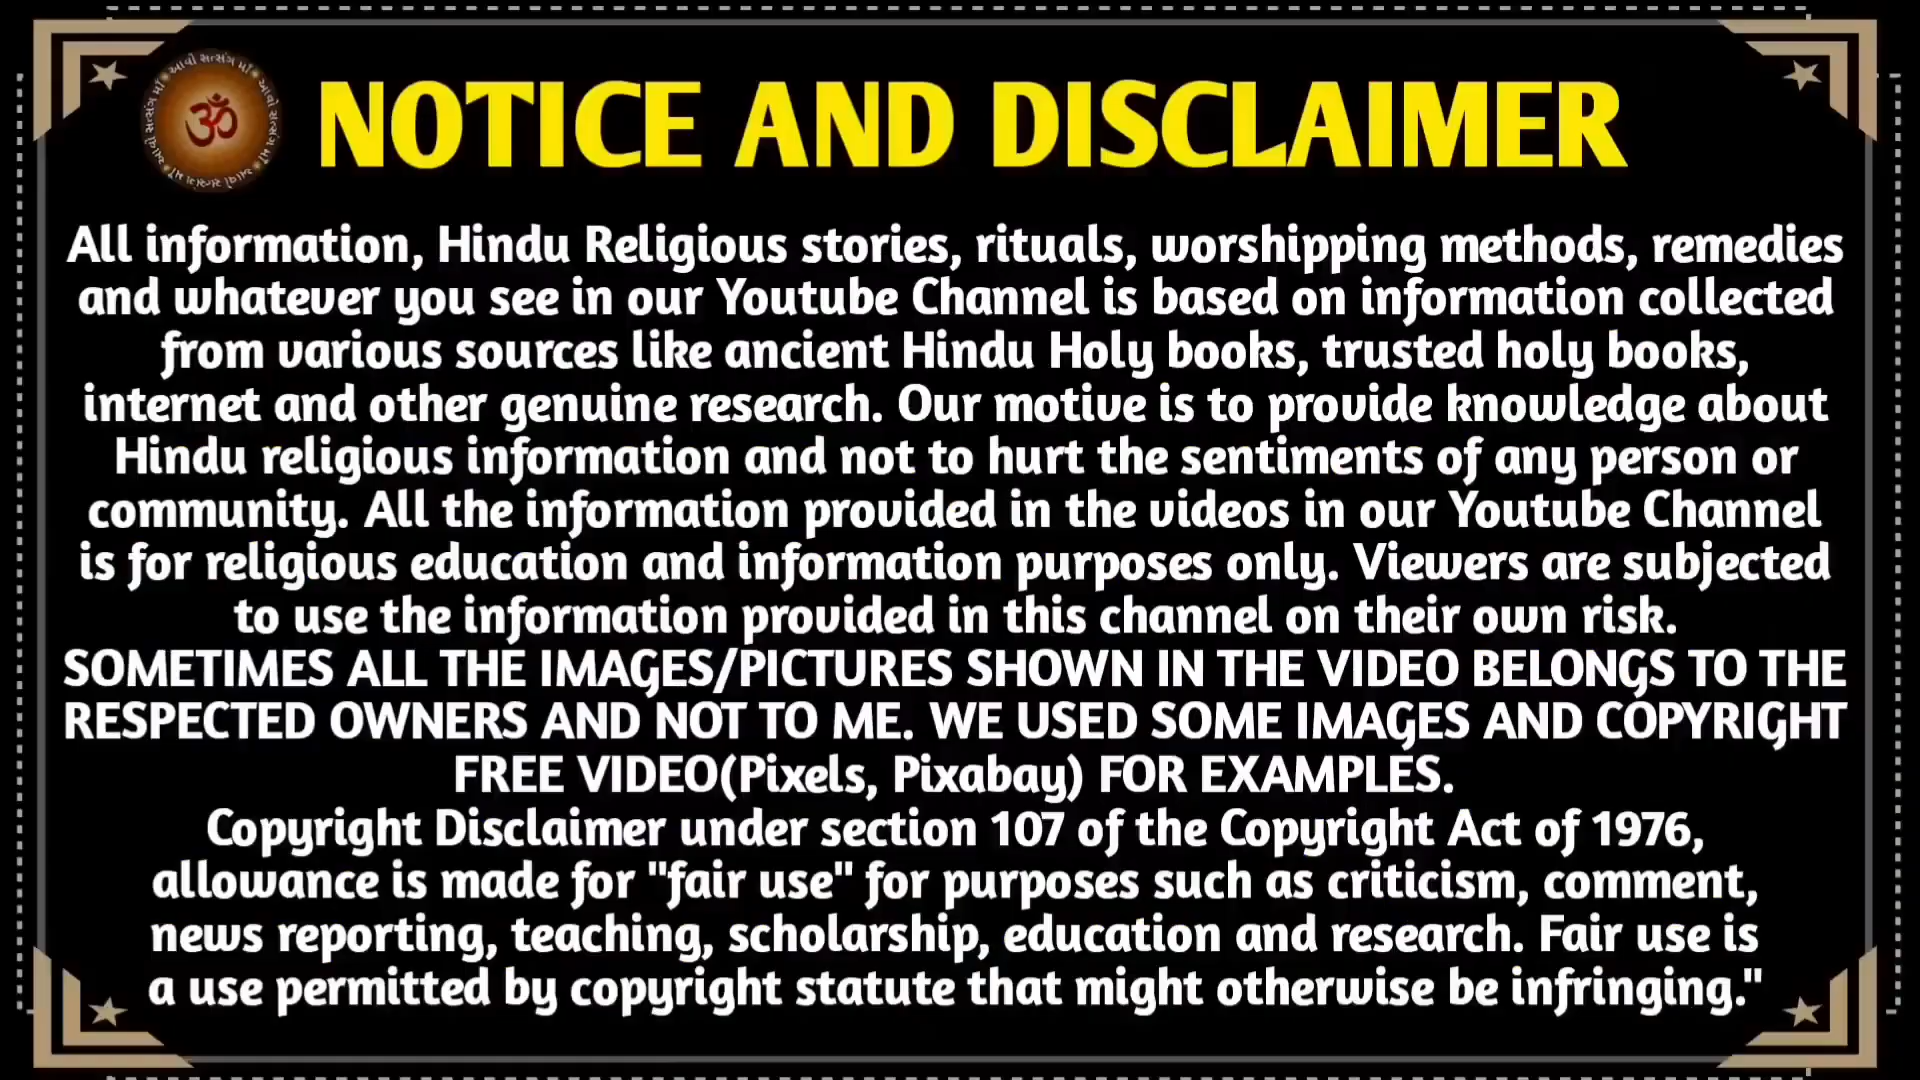 આવો સત્સંગ માઁ આવો સત્સંગ માઁ આવો સત્સંગ માઁ આવો સત્સંગ માઁ
NOTICE AND DISCLAIMER
All information, Hindu Religious stories, rituals, worshipping methods, remedies
and whatever you see in our Youtube Channel is based on information collected
from various sources like ancient Hindu Holy books, trusted holy books,
internet and other genuine research. Our motive is to provide knowledge about
Hindu religious information and not to hurt the sentiments of any person or
community. All the information provided in the videos in our Youtube Channel
is for religious education and information purposes only. Viewers are subjected
to use the information provided in this channel on their own risk.
SOMETIMES ALL THE IMAGES/PICTURES SHOWN IN THE VIDEO BELONGS TO THE
RESPECTED OWNERS AND NOT TO ME. WE USED SOME IMAGES AND COPYRIGHT
FREE VIDEO(Pixels, Pixabay) FOR EXAMPLES.
Copyright Disclaimer under section 107 of the Copyright Act of 1976,
allowance is made for "fair use" for purposes such as criticism, comment,
news reporting, teaching, scholarship, education and research. Fair use is
a use permitted by copyright statute that might otherwise be infringing."